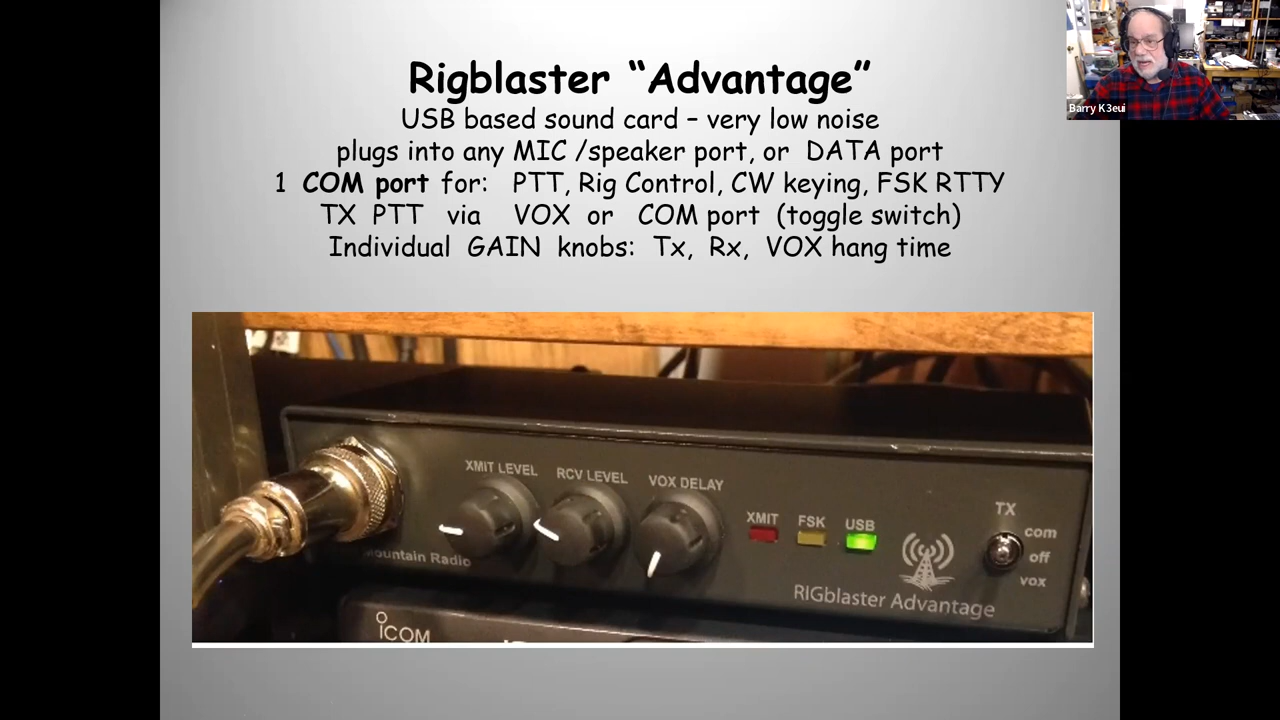 Rigblaster “Advantage”
USB based sound card – very low noise
plugs into any MIC /speaker port, or DATA port
1 COM port for: PTT, Rig Control, CW keying, FSK RTTY
TX PTT via VOX or COM port (toggle switch)
Individual GAIN knobs: Tx, Rx, VOX hang time
Barry K3eui
XMIT LEVEL
RCV LEVEL
VOX DELAY
XMIT
FSK
USB
TX
com
off
vox
Mountain Radio
RIGblaster Advantage
ICOM